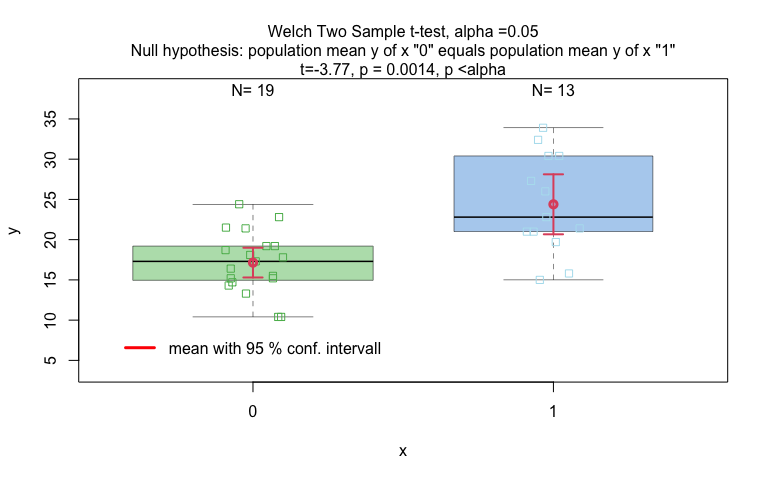 Welch Two Sample t-test, alpha =0.05
Null hypothesis: population mean y of x "0" equals population mean y of x "1"
t=-3.77, p = 0.0014, p <alpha
N= 19 N= 13
35
30
25
20
15
10
5
y
mean with 95 % conf. intervall
0 1
x